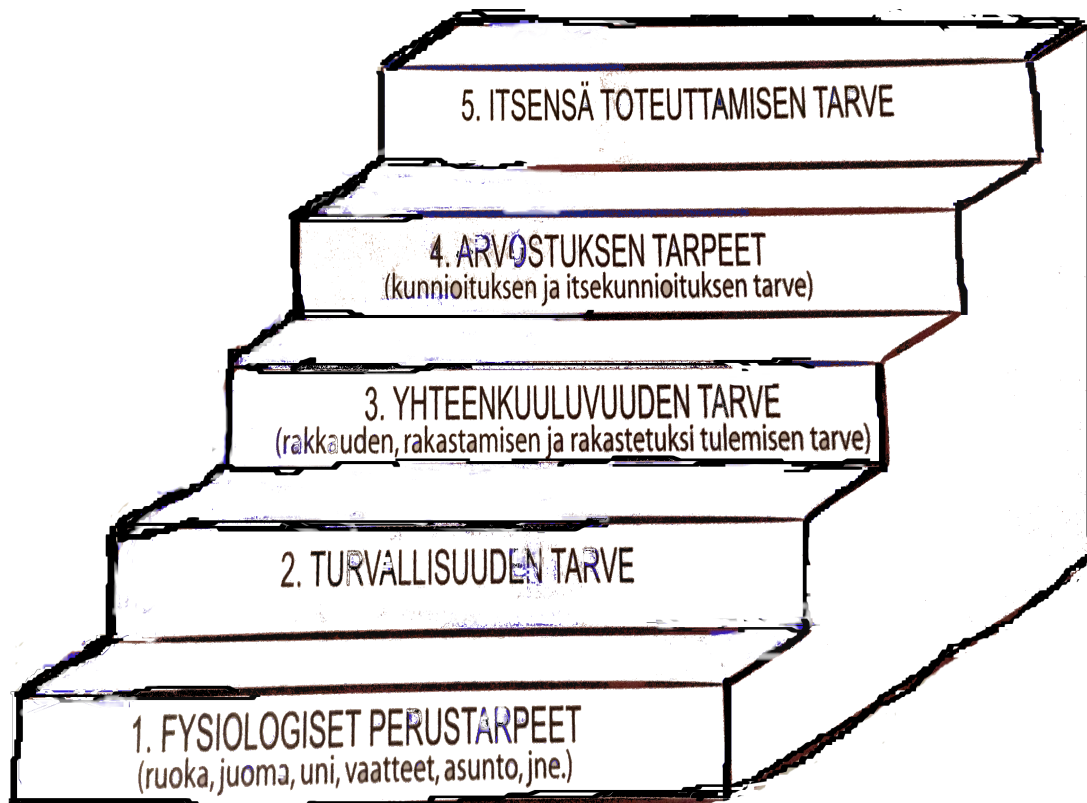 5. ITSENSÄ TOTEUTTAMISEN TARVE
4. ARVOSTUKSEN TARPEET
(kunnioituksen ja itsekunnioituksen tarve)
3. YHTEENKUULUVUUDEN TARVE
(rakkauden, rakastamisen ja rakastetuksi tulemisen tarve)
2. TURVALLISUUDEN TARVE
1. FYSIOLOGISET PERUSTARPEET
(ruoka, juoma, uni, vaatteet, asunto, jne.)